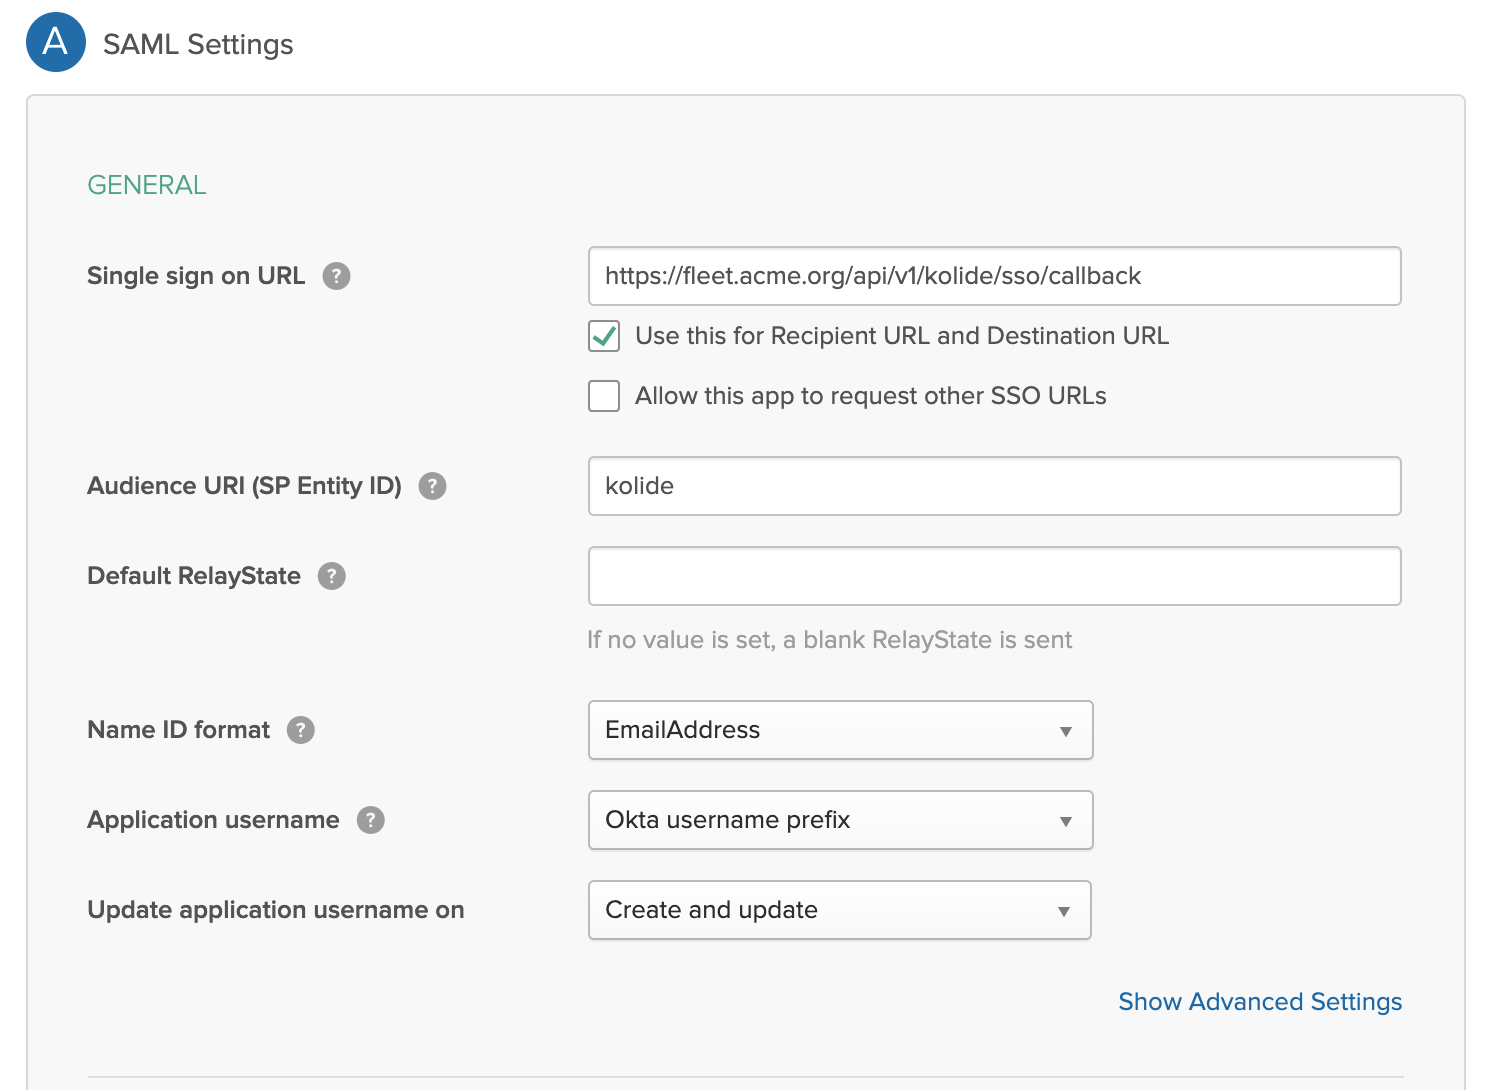 A SAML Settings
GENERAL
Single sign on URL ? https://fleet.acme.org/api/v1/kolide/sso/callback
Use this for Recipient URL and Destination URL
Allow this app to request other SSO URLs
Audience URI (SP Entity ID) ? kolide
Default RelayState ?
If no value is set, a blank RelayState is sent
Name ID format ? EmailAddress
Application username ? Okta username prefix
Update application username on Create and update
Show Advanced Settings